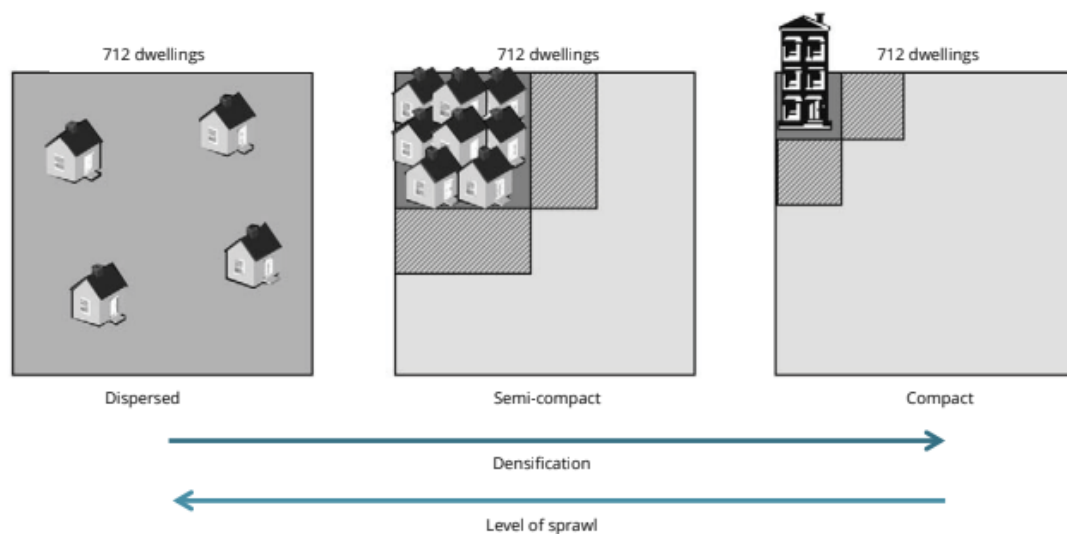 712 dwellings
712 dwellings
712 dwellings
Dispersed
Semi-compact
Compact
Densification
Level of sprawl